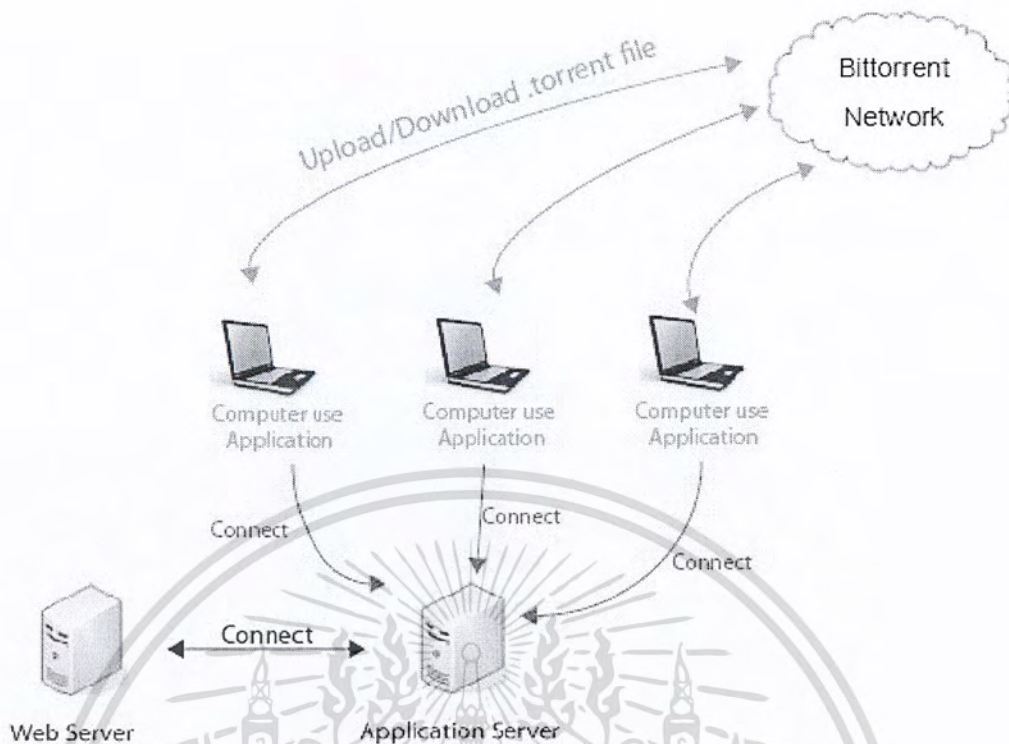 Upload/Download .torrent file
Bittorrent
Network
Computer use
Application
Computer use
Application
Computer use
Application
Connect
Connect
Connect
Connect
Web Server
Application Server